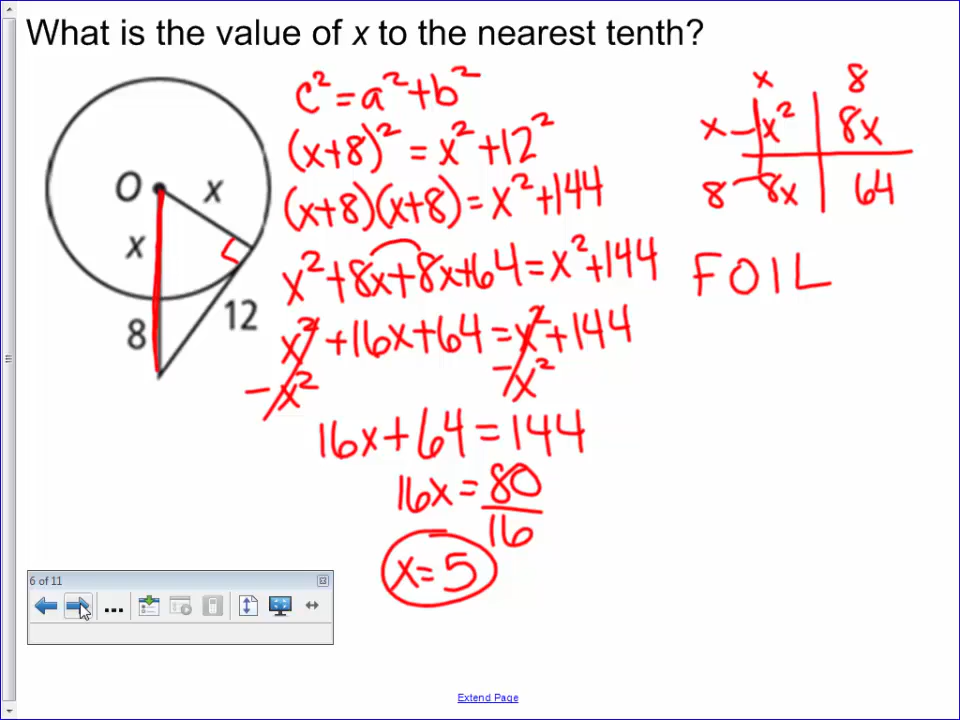 What is the value of x to the nearest tenth?
c² = a² + b²
(x+8)² = x² + 12²
(x+8)(x+8) = x² + 144
x² + 8x + 8x + 64 = x² + 144
x² + 16x + 64 = x² + 144
-x² -x²
16x + 64 = 144
16x = 80
16
x = 5
x 8
x x² 8x
8 8x 64
FOIL
O x
x
8 12
6 of 11
...
Extend Page